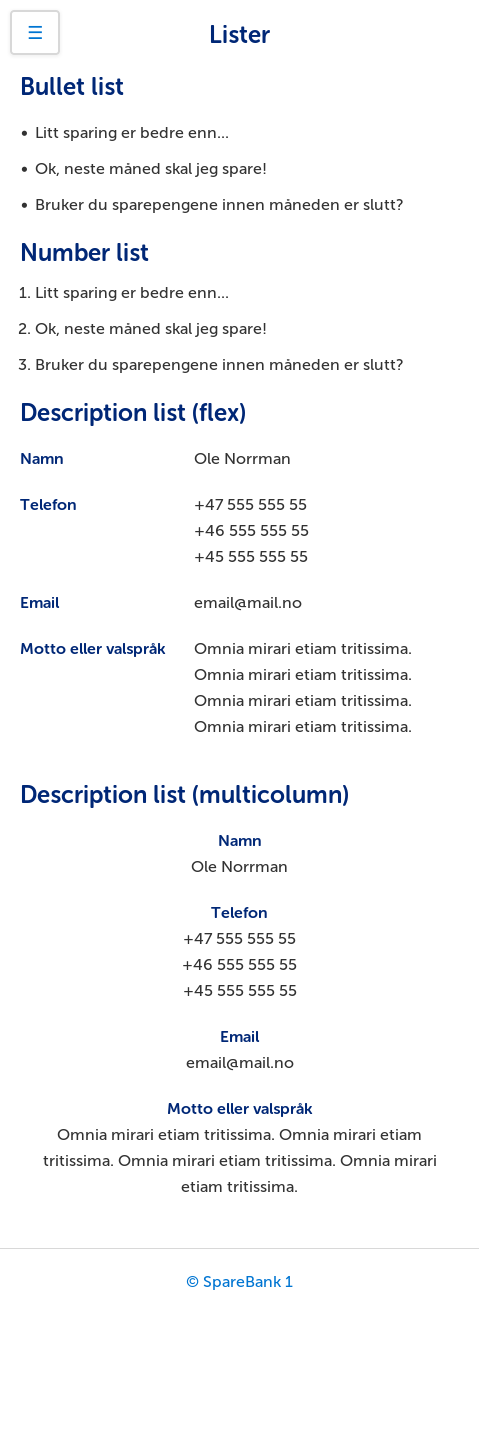 ☰
Lister
Bullet list
• Litt sparing er bedre enn...
• Ok, neste måned skal jeg spare!
• Bruker du sparepengene innen måneden er slutt?
Number list
1. Litt sparing er bedre enn...
2. Ok, neste måned skal jeg spare!
3. Bruker du sparepengene innen måneden er slutt?
Description list (flex)
Namn Ole Norrman
Telefon +47 555 555 55
+46 555 555 55
+45 555 555 55
Email email@mail.no
Motto eller valspråk Omnia mirari etiam tritissima.
Omnia mirari etiam tritissima.
Omnia mirari etiam tritissima.
Omnia mirari etiam tritissima.
Description list (multicolumn)
Namn
Ole Norrman
Telefon
+47 555 555 55
+46 555 555 55
+45 555 555 55
Email
email@mail.no
Motto eller valspråk
Omnia mirari etiam tritissima. Omnia mirari etiam
tritissima. Omnia mirari etiam tritissima. Omnia mirari
etiam tritissima.
© SpareBank 1